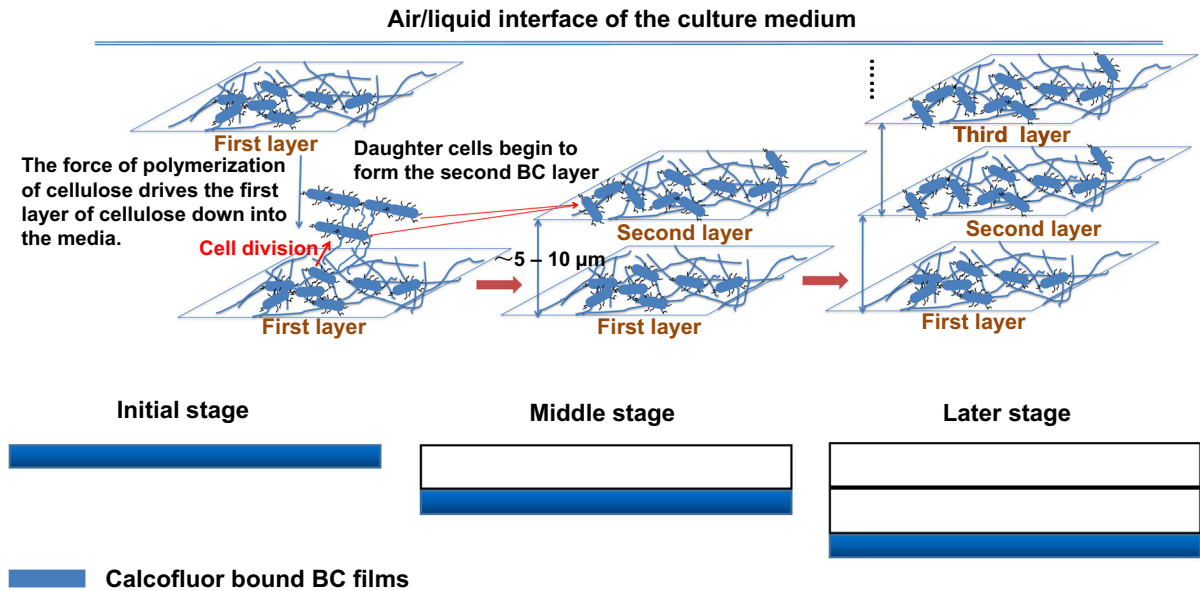 Air/liquid interface of the culture medium
First layer
The force of polymerization
of cellulose drives the first
layer of cellulose down into
the media.
Daughter cells begin to
form the second BC layer
Cell division
First layer
~5 – 10 μm
Second layer
First layer
Third layer
Second layer
First layer
Initial stage
Middle stage
Later stage
Calcofluor bound BC films